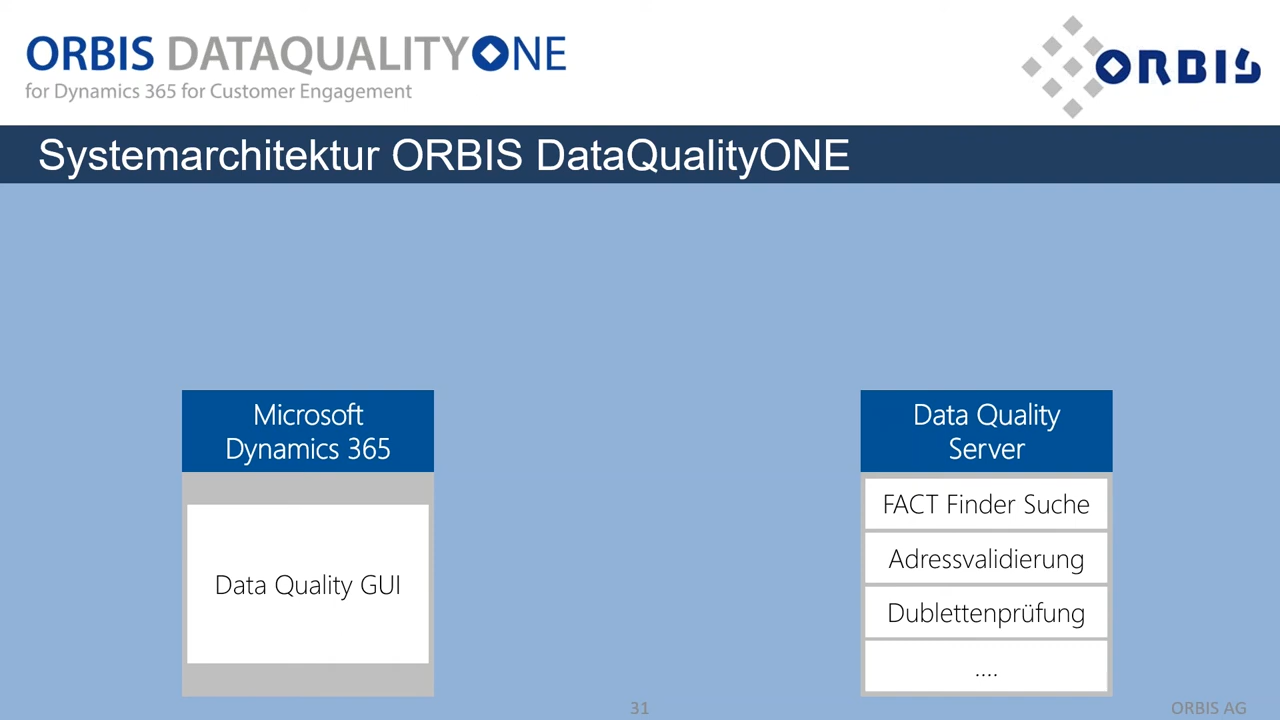 ORBIS DATAQUALITYONE
for Dynamics 365 for Customer Engagement
ORBIS
Systemarchitektur ORBIS DataQualityONE
Microsoft
Dynamics 365
Data Quality GUI
Data Quality
Server
FACT Finder Suche
Adressvalidierung
Dublettenprüfung
....
31
ORBIS AG